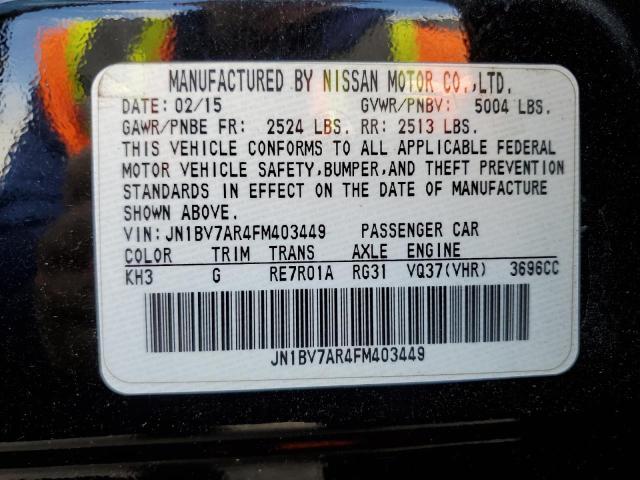 MANUFACTURED BY NISSAN MOTOR CO.,LTD.
DATE: 02/15 GVWR/PNBV: 5004 LBS.
GAWR/PNBE FR: 2524 LBS. RR: 2513 LBS.
THIS VEHICLE CONFORMS TO ALL APPLICABLE FEDERAL
MOTOR VEHICLE SAFETY,BUMPER,AND THEFT PREVENTION
STANDARDS IN EFFECT ON THE DATE OF MANUFACTURE
SHOWN ABOVE.
VIN: JN1BV7AR4FM403449 PASSENGER CAR
COLOR TRIM TRANS AXLE ENGINE
KH3 G RE7R01A RG31 VQ37(VHR) 3696CC
JN1BV7AR4FM403449